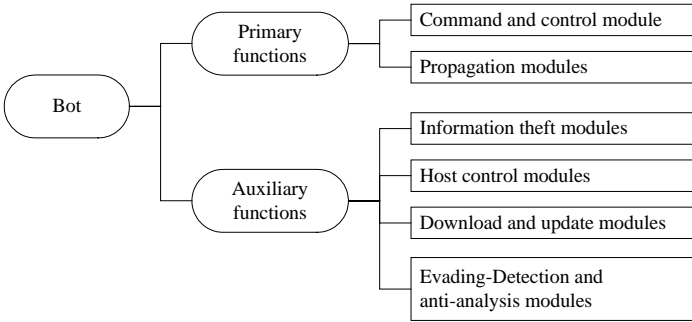 Bot
Primary
functions
Command and control module
Propagation modules
Auxiliary
functions
Information theft modules
Host control modules
Download and update modules
Evading-Detection and
anti-analysis modules